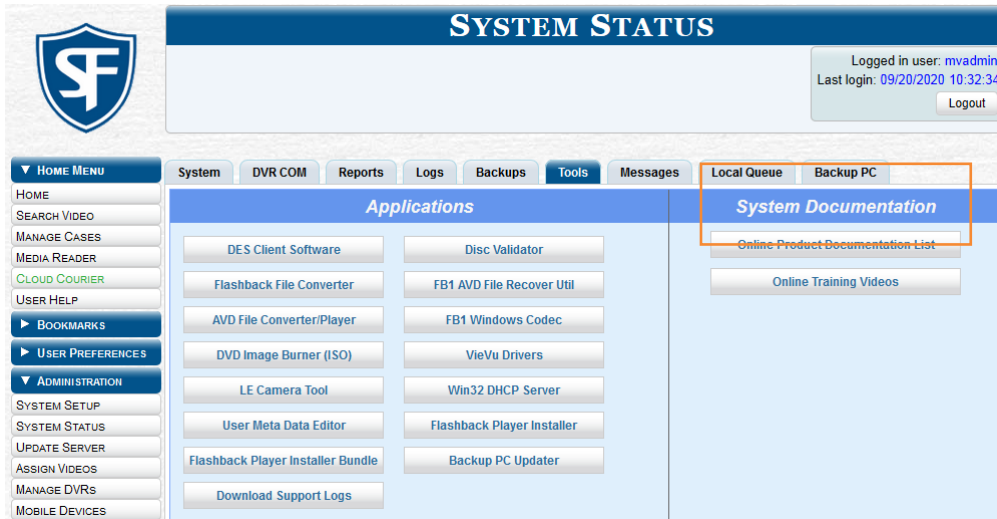 SYSTEM STATUS
SF
Logged in user: mvadmin
Last login: 09/20/2020 10:32:34
Logout
▼ HOME MENU
HOME
SEARCH VIDEO
MANAGE CASES
MEDIA READER
CLOUD COURIER
USER HELP
► BOOKMARKS
► USER PREFERENCES
▼ ADMINISTRATION
SYSTEM SETUP
SYSTEM STATUS
UPDATE SERVER
ASSIGN VIDEOS
MANAGE DVRS
MOBILE DEVICES
System DVR COM Reports Logs Backups Tools Messages Local Queue Backup PC
Applications
DES Client Software Disc Validator
Flashback File Converter FB1 AVD File Recover Util
AVD File Converter/Player FB1 Windows Codec
DVD Image Burner (ISO) VieVu Drivers
LE Camera Tool Win32 DHCP Server
User Meta Data Editor Flashback Player Installer
Flashback Player Installer Bundle Backup PC Updater
Download Support Logs
System Documentation
Online Product Documentation List
Online Training Videos